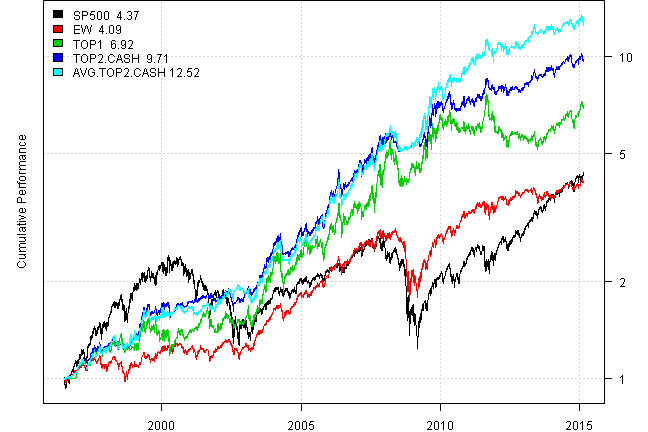 SP500 4.37
EW 4.09
TOP1 6.92
TOP2.CASH 9.71
AVG.TOP2.CASH 12.52
Cumulative Performance
10
5
2
1
2000 2005 2010 2015